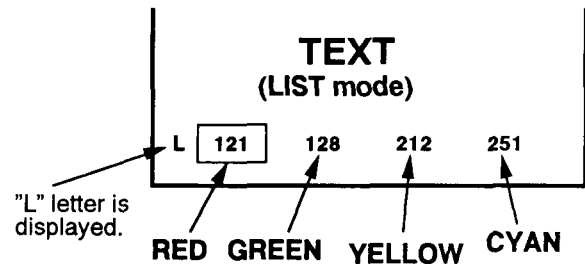 TEXT
(LIST mode)
L 121 128 212 251
"L" letter is
displayed.
RED GREEN YELLOW CYAN